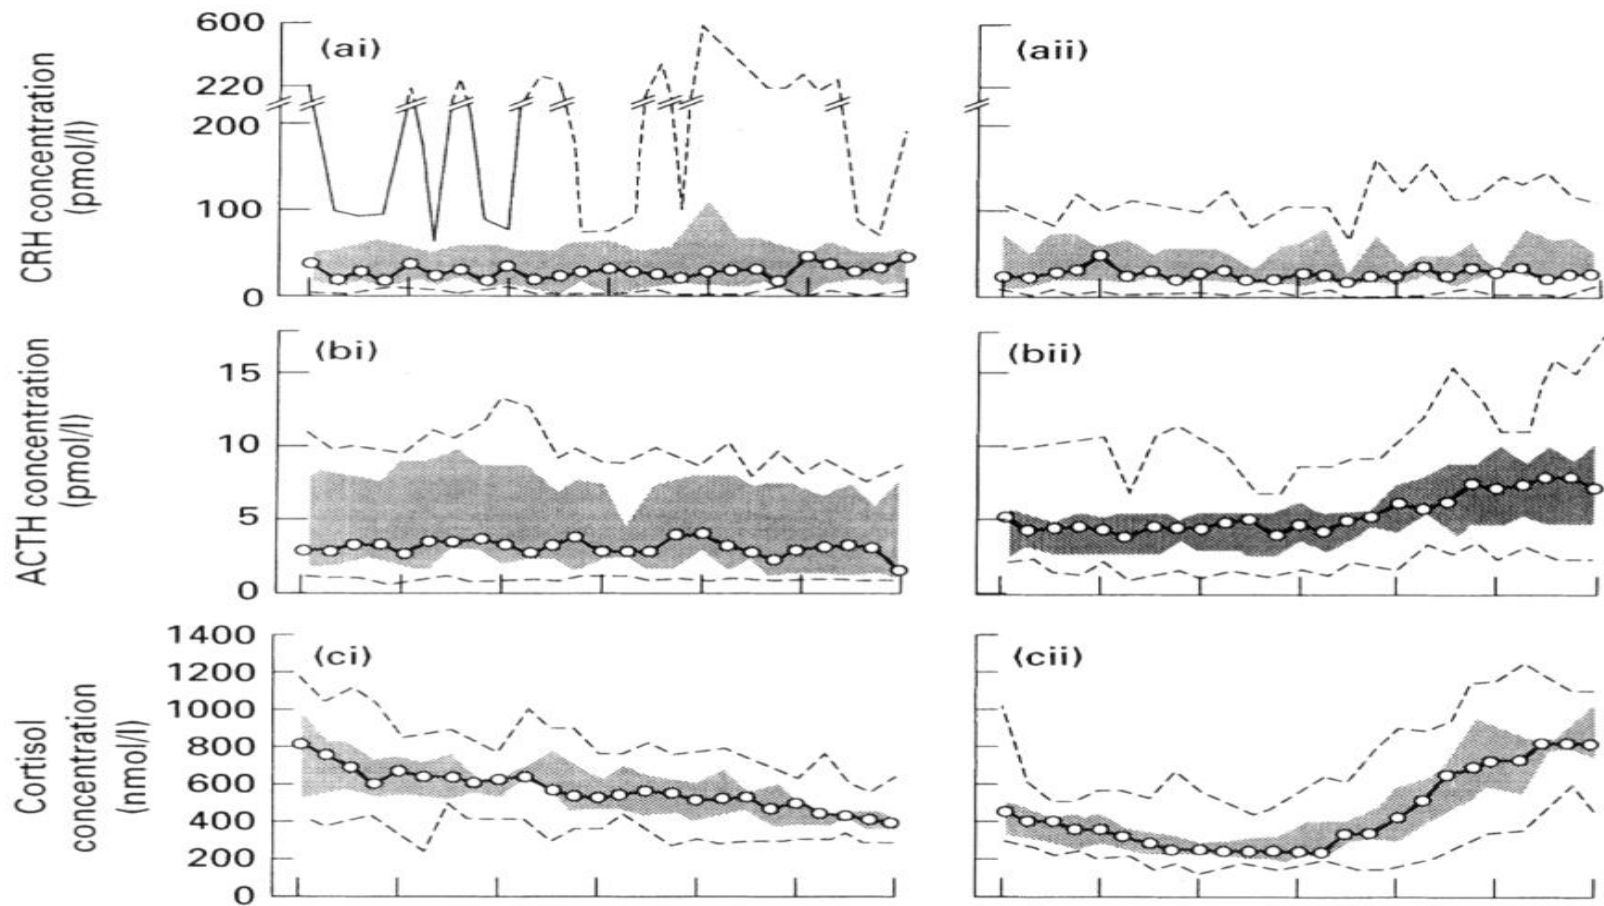 CRH concentration
(pmol/l)
600
220
200
100
0
(ai)
(aii)
ACTH concentration
(pmol/l)
15
10
5
0
(bi)
(bii)
Cortisol
concentration
(nmol/l)
1400
1200
1000
800
600
400
200
0
(ci)
(cii)